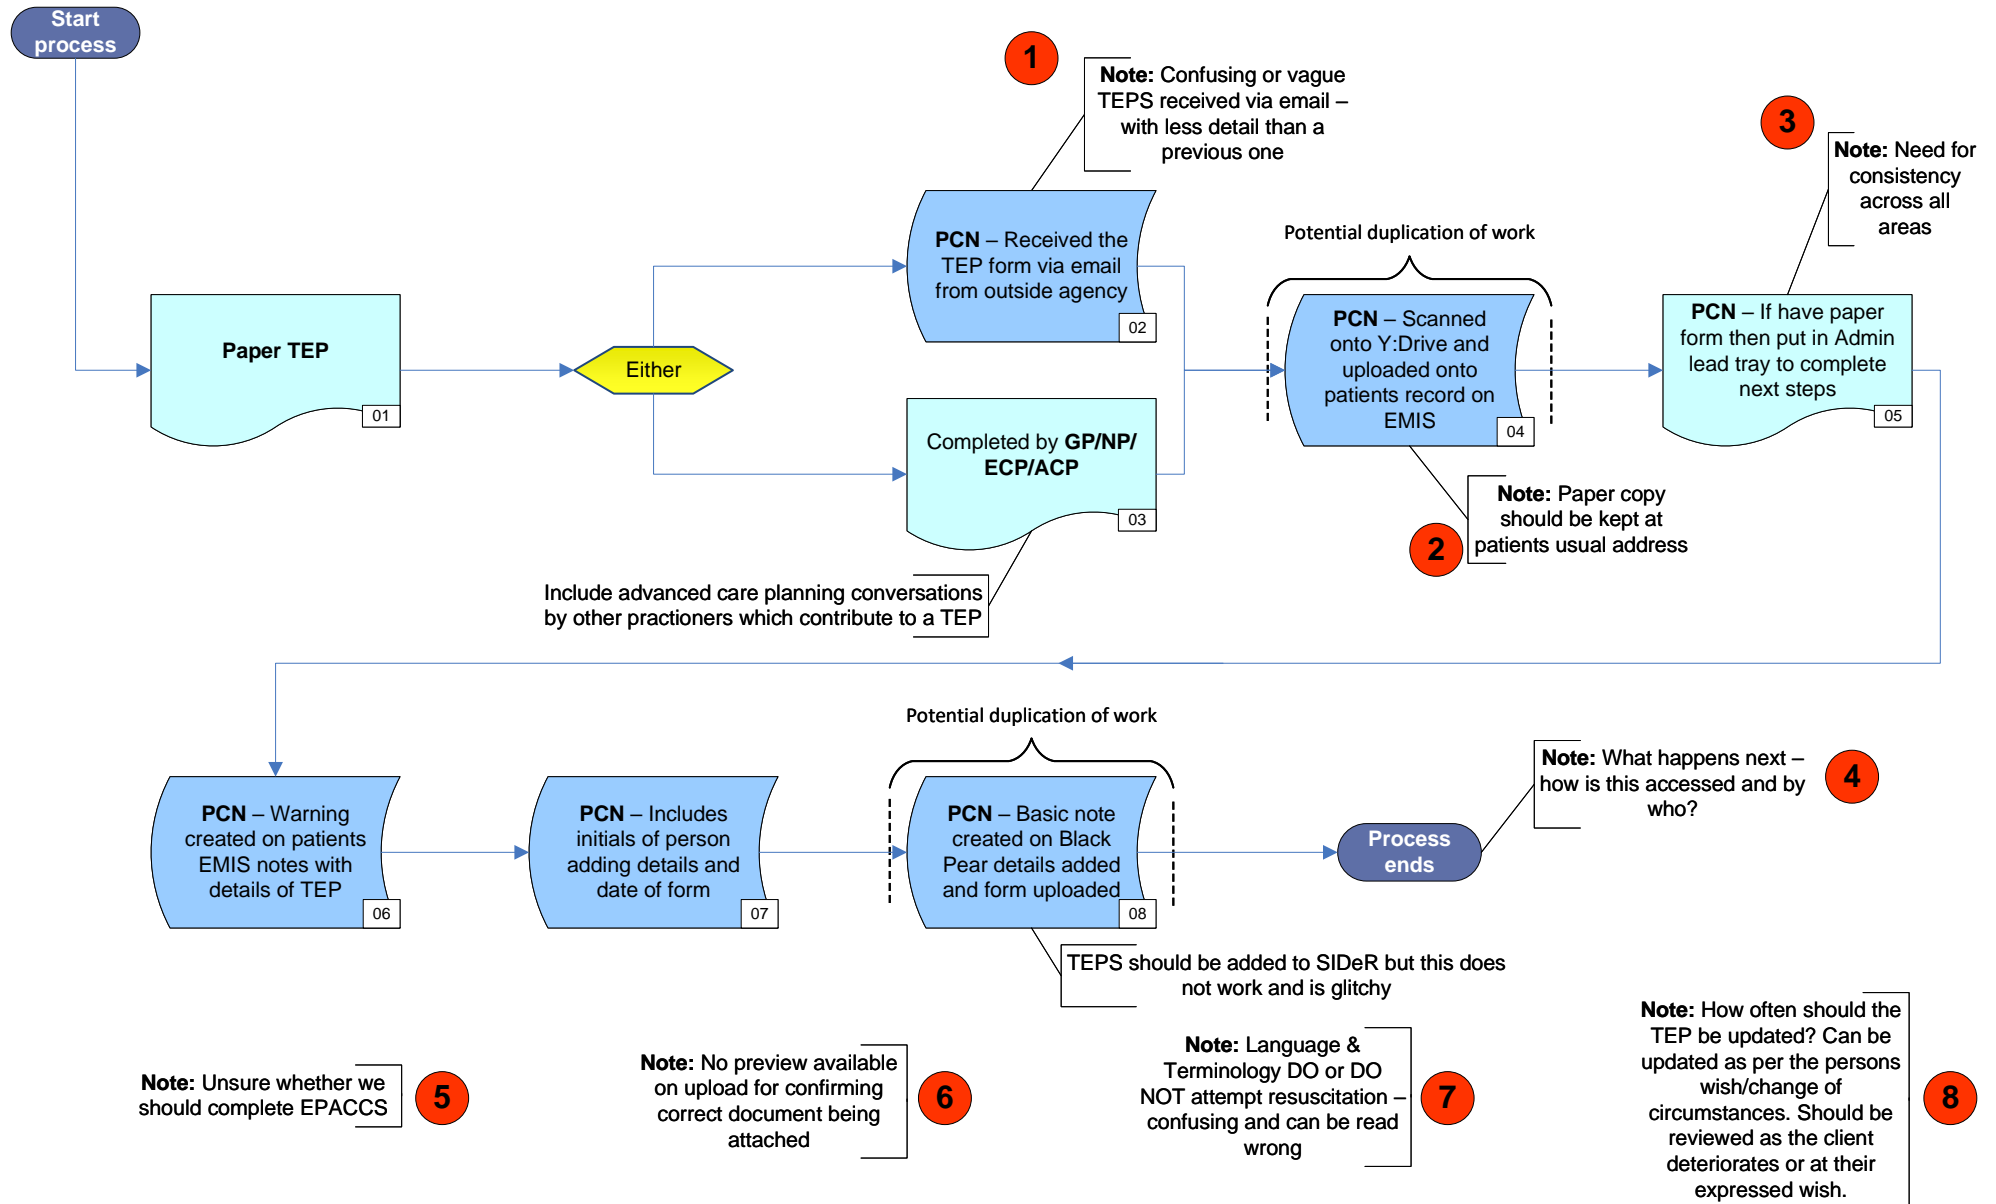 Start
process
1
Note: Confusing or vague
TEPS received via email –
with less detail than a
previous one
3
Note: Need for
consistency
across all
areas
Paper TEP
01
Either
PCN – Received the
TEP form via email
from outside agency
02
Completed by GP/NP/
ECP/ACP
03
Include advanced care planning conversations
by other practioners which contribute to a TEP
Potential duplication of work
PCN – Scanned
onto Y:Drive and
uploaded onto
patients record on
EMIS
04
Note: Paper copy
should be kept at
patients usual address
2
PCN – If have paper
form then put in Admin
lead tray to complete
next steps
05
PCN – Warning
created on patients
EMIS notes with
details of TEP
06
PCN – Includes
initials of person
adding details and
date of form
07
Potential duplication of work
PCN – Basic note
created on Black
Pear details added
and form uploaded
08
TEPS should be added to SIDeR but this does
not work and is glitchy
Process
ends
Note: What happens next –
how is this accessed and by
who?
4
Note: Unsure whether we
should complete EPACCS
5
Note: No preview available
on upload for confirming
correct document being
attached
6
Note: Language &
Terminology DO or DO
NOT attempt resuscitation –
confusing and can be read
wrong
7
Note: How often should the
TEP be updated? Can be
updated as per the persons
wish/change of
circumstances. Should be
reviewed as the client
deteriorates or at their
expressed wish.
8